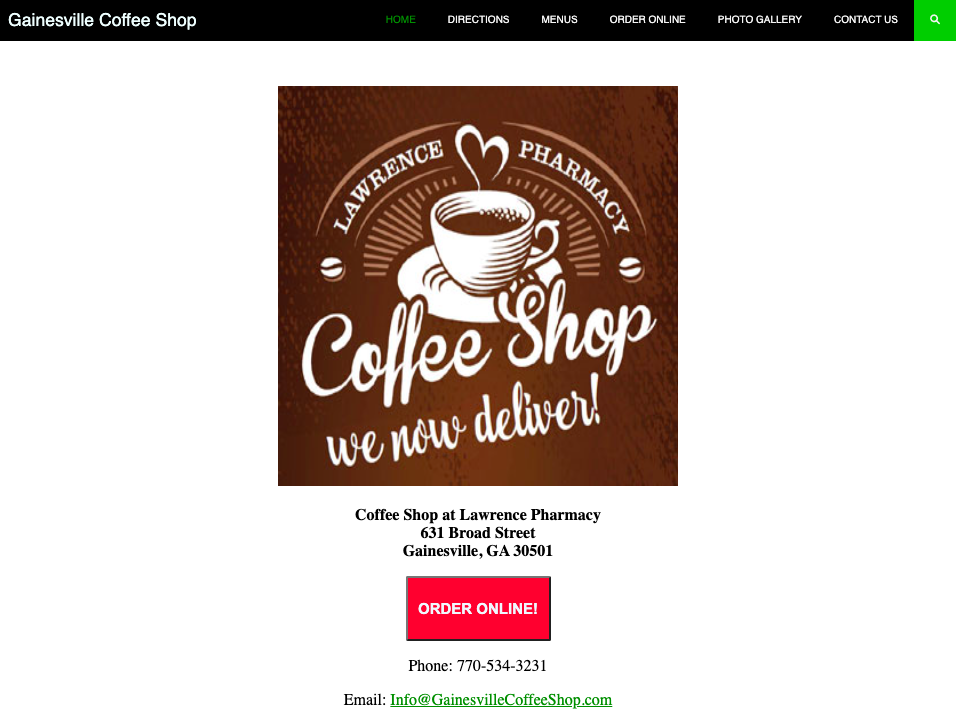 Gainesville Coffee Shop
HOME DIRECTIONS MENUS ORDER ONLINE PHOTO GALLERY CONTACT US
LAWRENCE PHARMACY
Coffee Shop
we now deliver!
Coffee Shop at Lawrence Pharmacy
631 Broad Street
Gainesville, GA 30501
ORDER ONLINE!
Phone: 770-534-3231
Email: Info@GainesvilleCoffeeShop.com